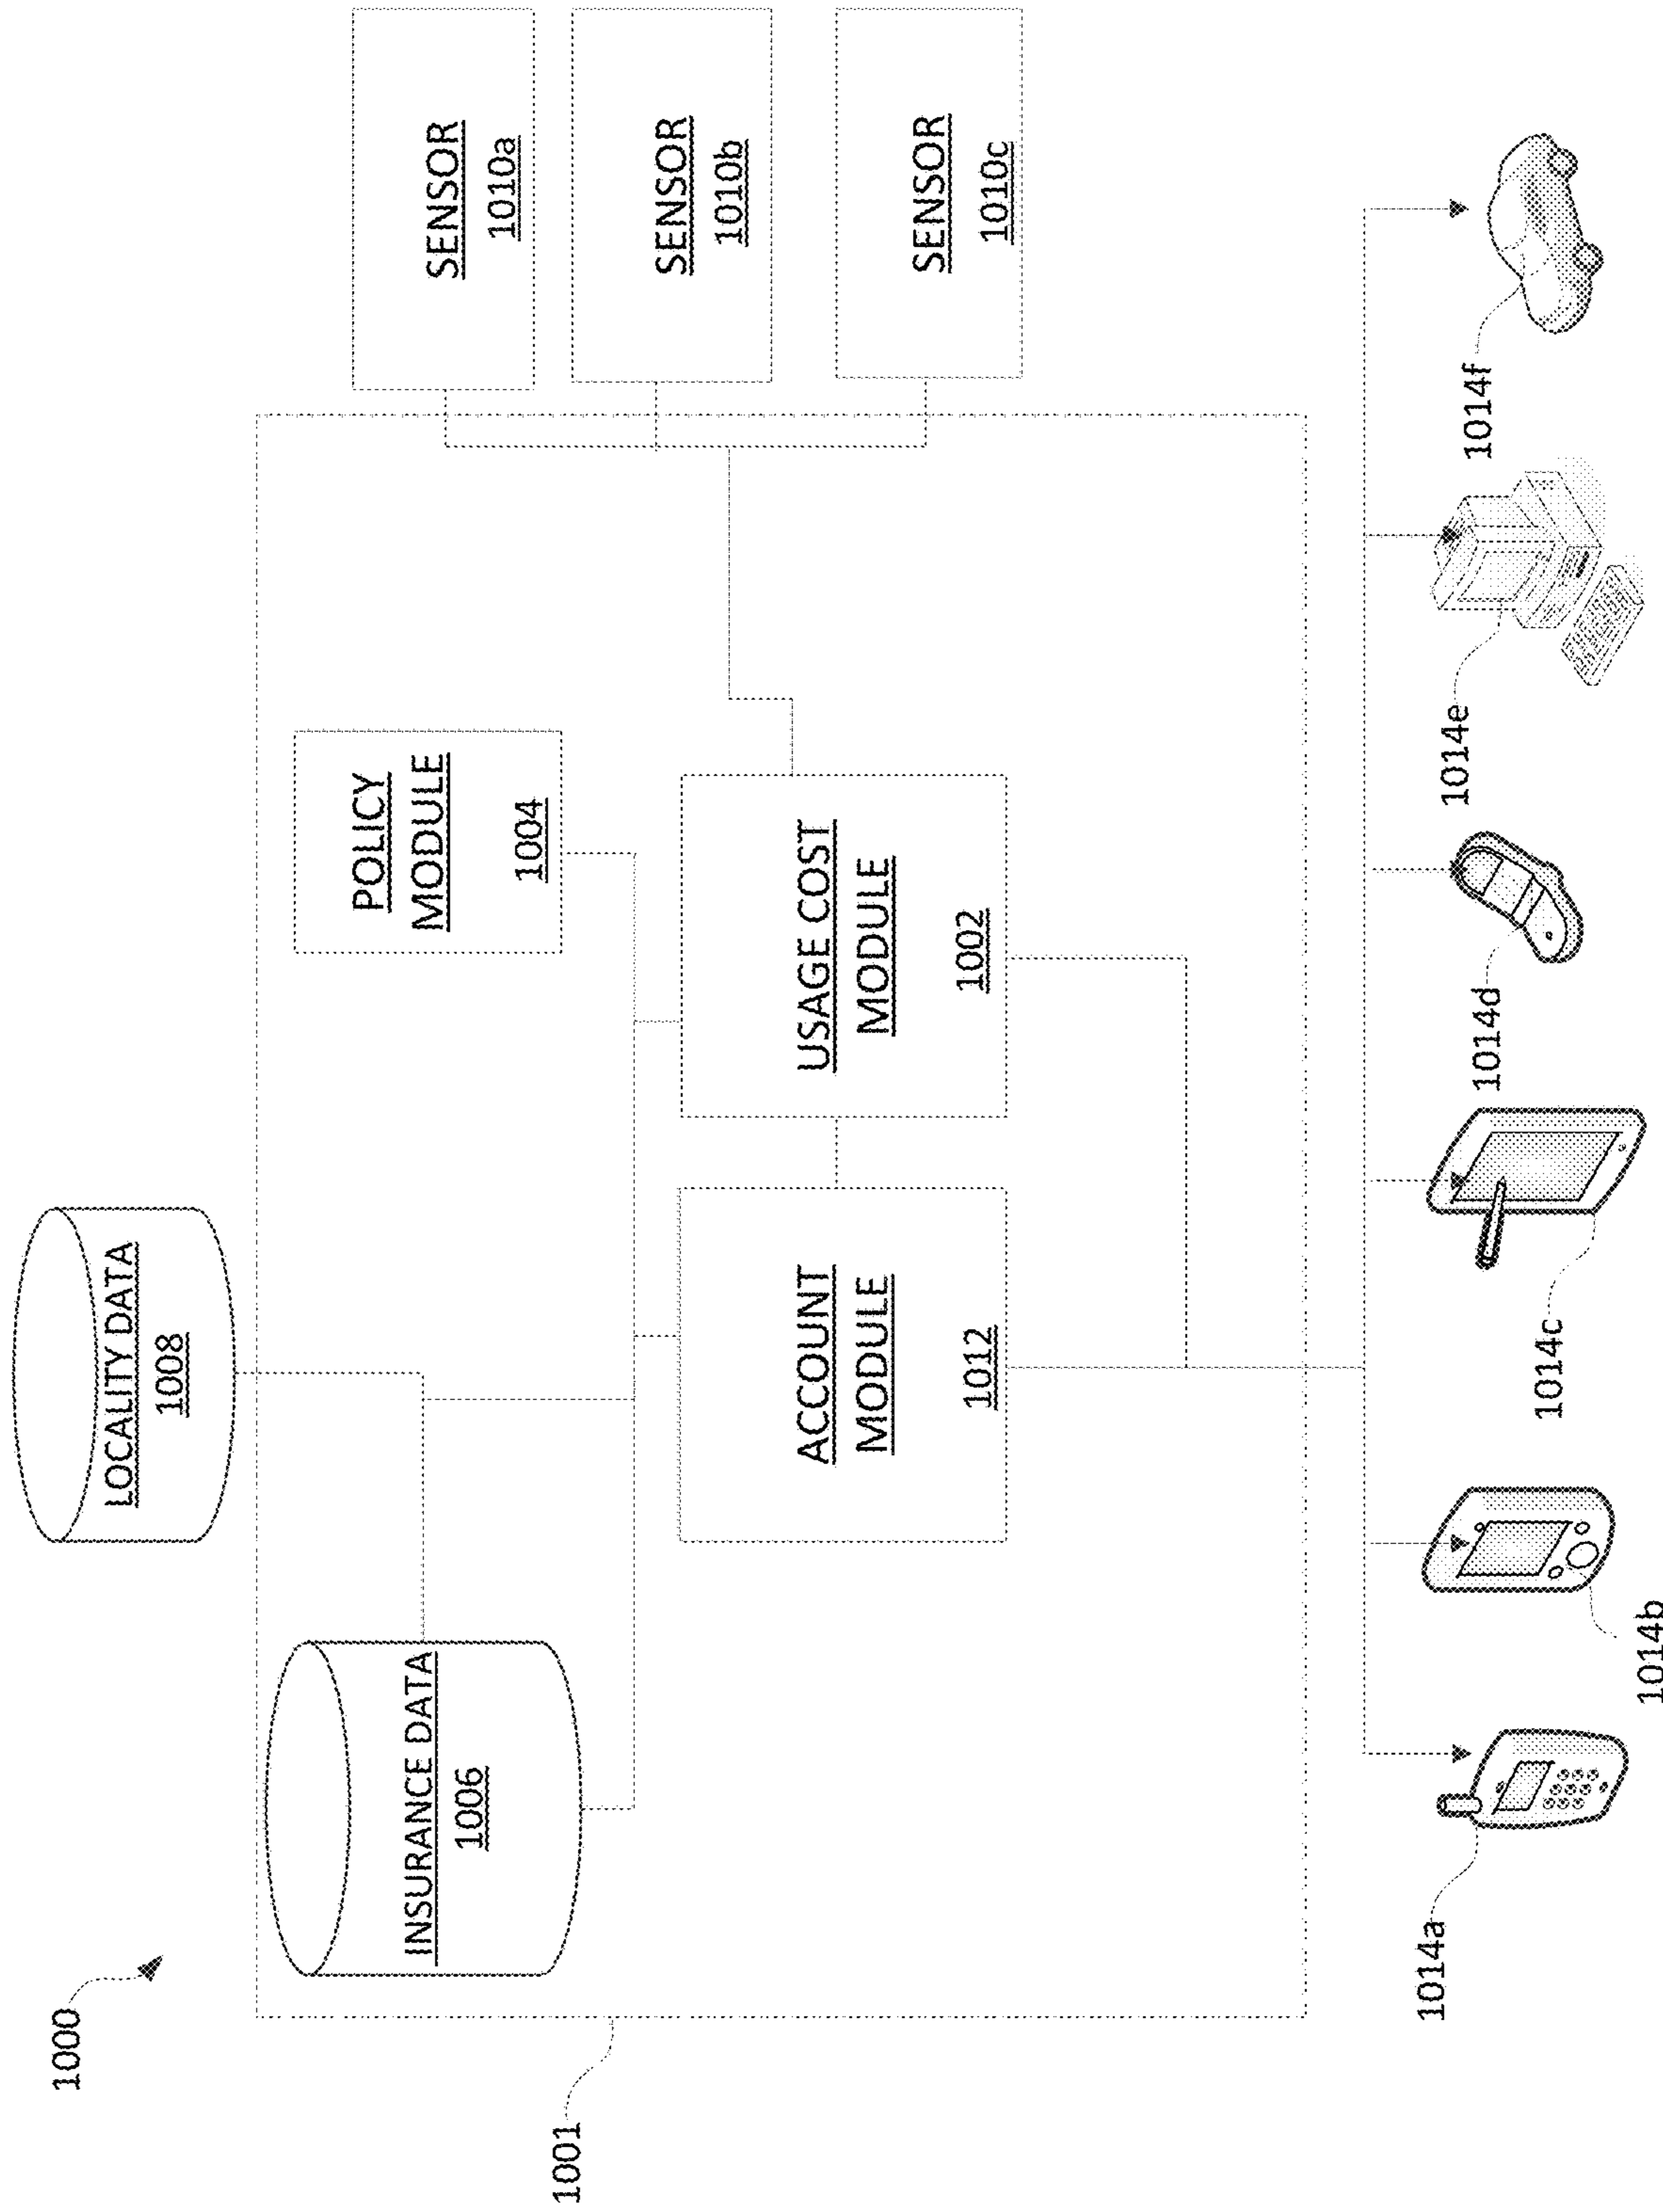 1000
1001
LOCALITY DATA
1008
INSURANCE DATA
1006
POLICY
MODULE
1004
ACCOUNT
MODULE
1012
USAGE COST
MODULE
1002
SENSOR
1010a
SENSOR
1010b
SENSOR
1010c
1014a
1014b
1014c
1014d
1014e
1014f